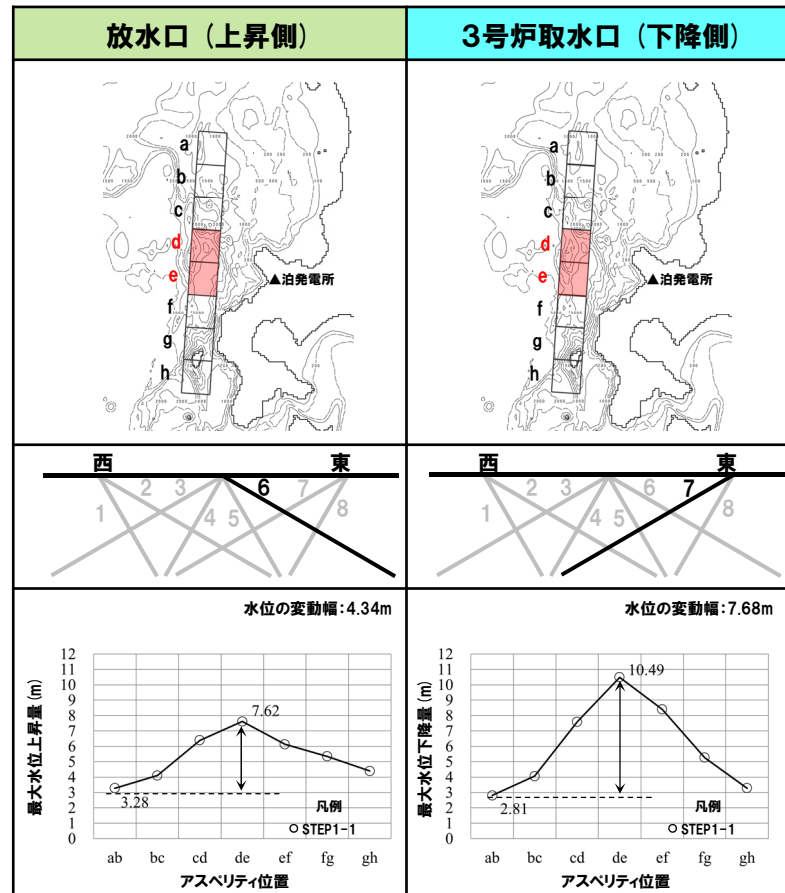 放水口（上昇側）
3号炉取水口（下降側）
a
b
c
d
e
f
g
h
▲泊発電所
a
b
c
d
e
f
g
h
▲泊発電所
西
東
1
2
3
4
5
6
7
8
西
東
1
2
3
4
5
6
7
8
水位の変動幅：4.34m
最大水位上昇量（m）
12
11
10
9
8
7
6
5
4
3
2
1
0
7.62
3.28
凡例
○ STEP1-1
ab bc cd de ef fg gh
アスペリティ位置
水位の変動幅：7.68m
最大水位下降量（m）
12
11
10
9
8
7
6
5
4
3
2
1
0
10.49
2.81
凡例
○ STEP1-1
ab bc cd de ef fg gh
アスペリティ位置